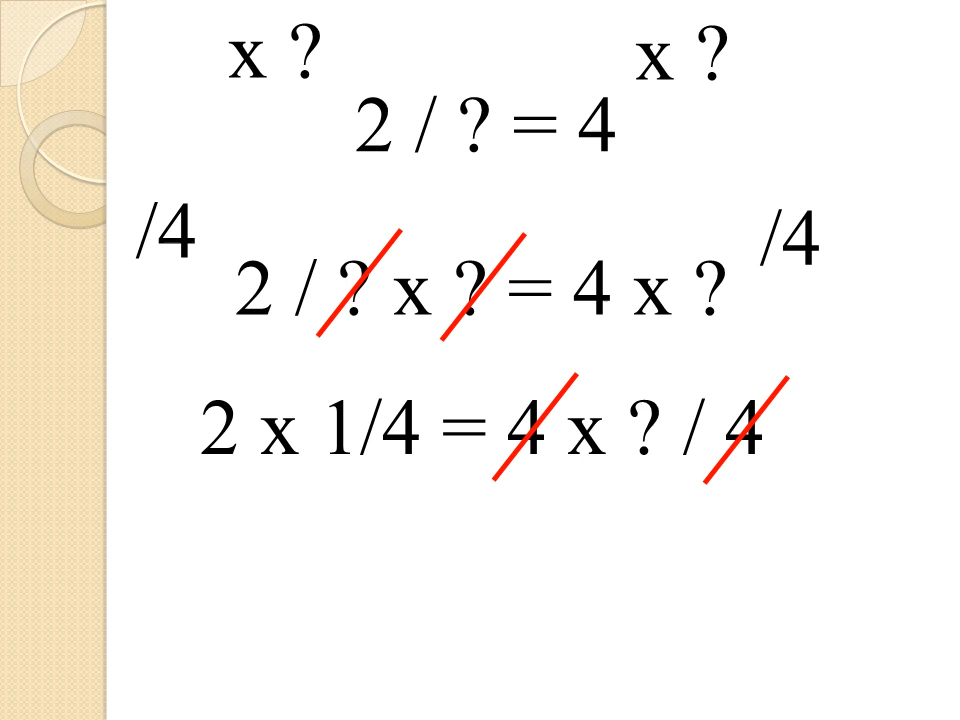 x ? x ?
2 / ? = 4
/4 /4
2 / ? x ? = 4 x ?
2 x 1/4 = 4 x ? / 4